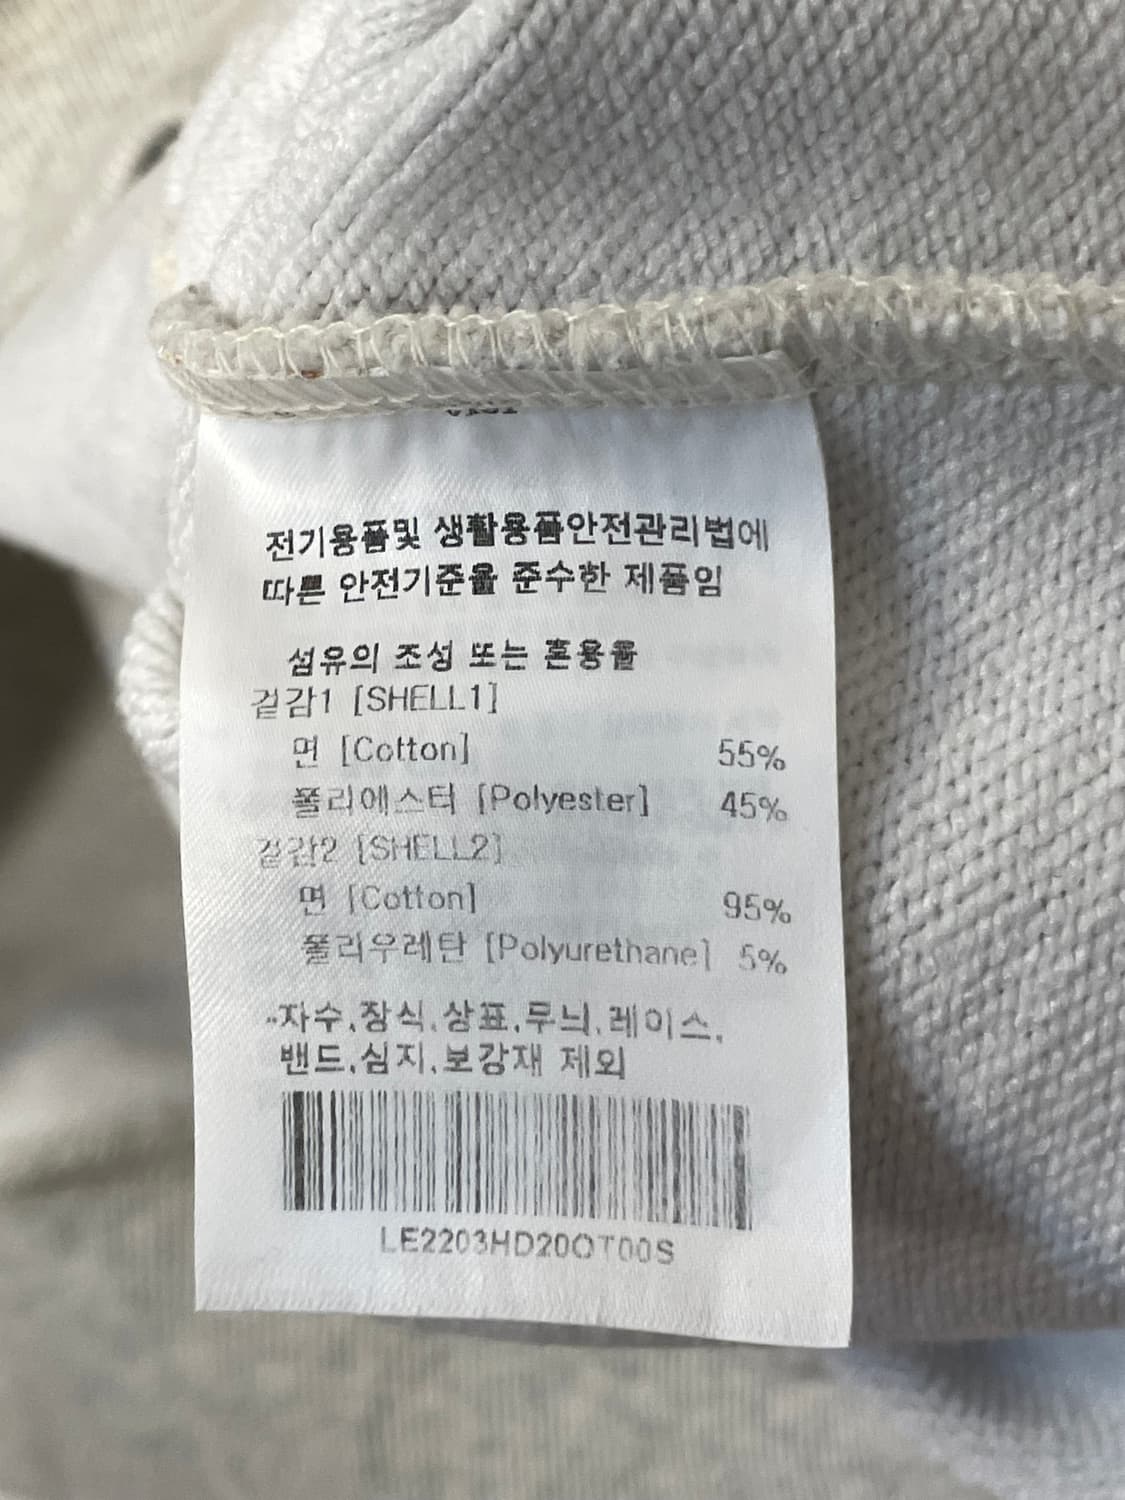 전기용품및 생활용품안전관리법에
따른 안전기준을 준수한 제품임
섬유의 조성 또는 혼용율
겉감1 [SHELL1]
면 [Cotton] 55%
폴리에스터 [Polyester] 45%
겉감2 [SHELL2]
면 [Cotton] 95%
폴리우레탄 [Polyurethane] 5%
-자수,장식,상표,무늬,레이스,
밴드,심지,보강재 제외
LE2203HD20OT00S